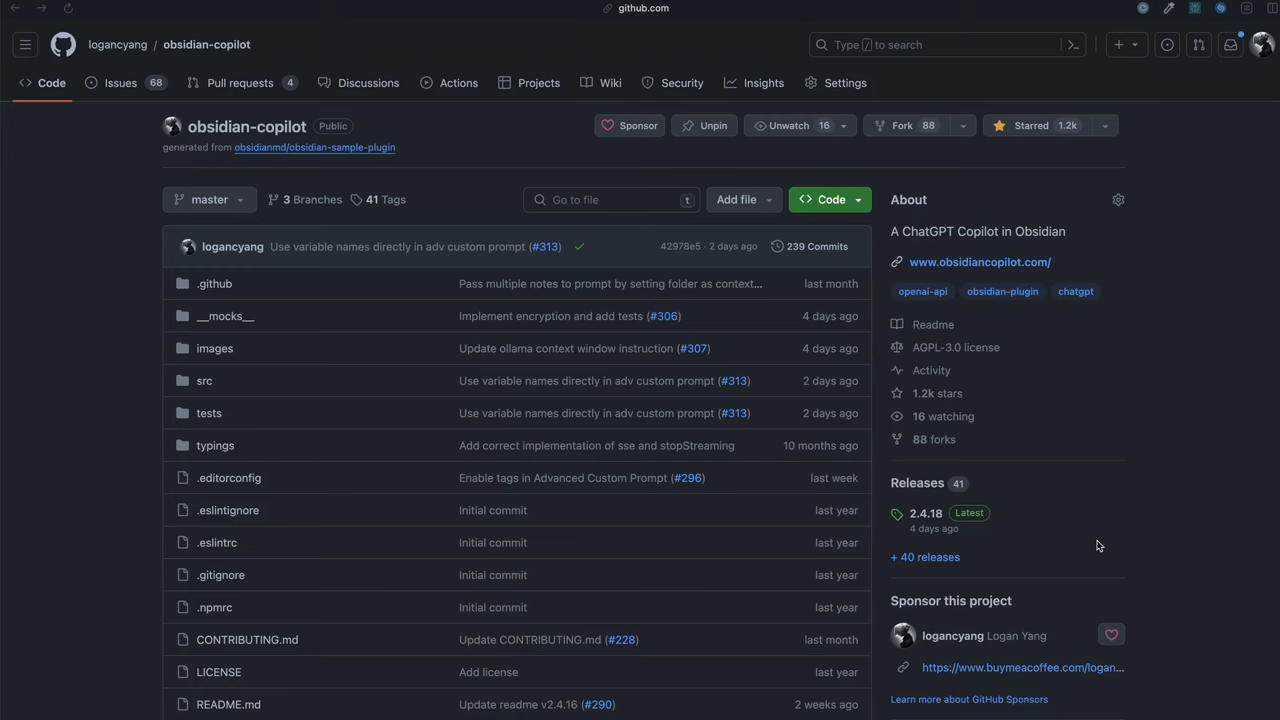 github.com
logancyang / obsidian-copilot
Type / to search
Code Issues 68 Pull requests 4 Discussions Actions Projects Wiki Security Insights Settings
obsidian-copilot Public
Sponsor Unpin Unwatch 16 Fork 88 Starred 1.2k
generated from obsidianmd/obsidian-sample-plugin
master 3 Branches 41 Tags Go to file t Add file Code
logancyang Use variable names directly in adv custom prompt (#313) 42978e5 · 2 days ago 239 Commits
.github Pass multiple notes to prompt by setting folder as context... last month
__mocks__ Implement encryption and add tests (#306) 4 days ago
images Update ollama context window instruction (#307) 4 days ago
src Use variable names directly in adv custom prompt (#313) 2 days ago
tests Use variable names directly in adv custom prompt (#313) 2 days ago
typings Add correct implementation of sse and stopStreaming 10 months ago
.editorconfig Enable tags in Advanced Custom Prompt (#296) last week
.eslintignore Initial commit last year
.eslintrc Initial commit last year
.gitignore Initial commit last year
.npmrc Initial commit last year
CONTRIBUTING.md Update CONTRIBUTING.md (#228) last month
LICENSE Add license last year
README.md Update readme v2.4.16 (#290) 2 weeks ago
About
A ChatGPT Copilot in Obsidian
www.obsidiancopilot.com/
openai-api obsidian-plugin chatgpt
Readme
AGPL-3.0 license
Activity
1.2k stars
16 watching
88 forks
Releases 41
2.4.18 Latest
4 days ago
+ 40 releases
Sponsor this project
logancyang Logan Yang
https://www.buymeacoffee.com/logan...
Learn more about GitHub Sponsors